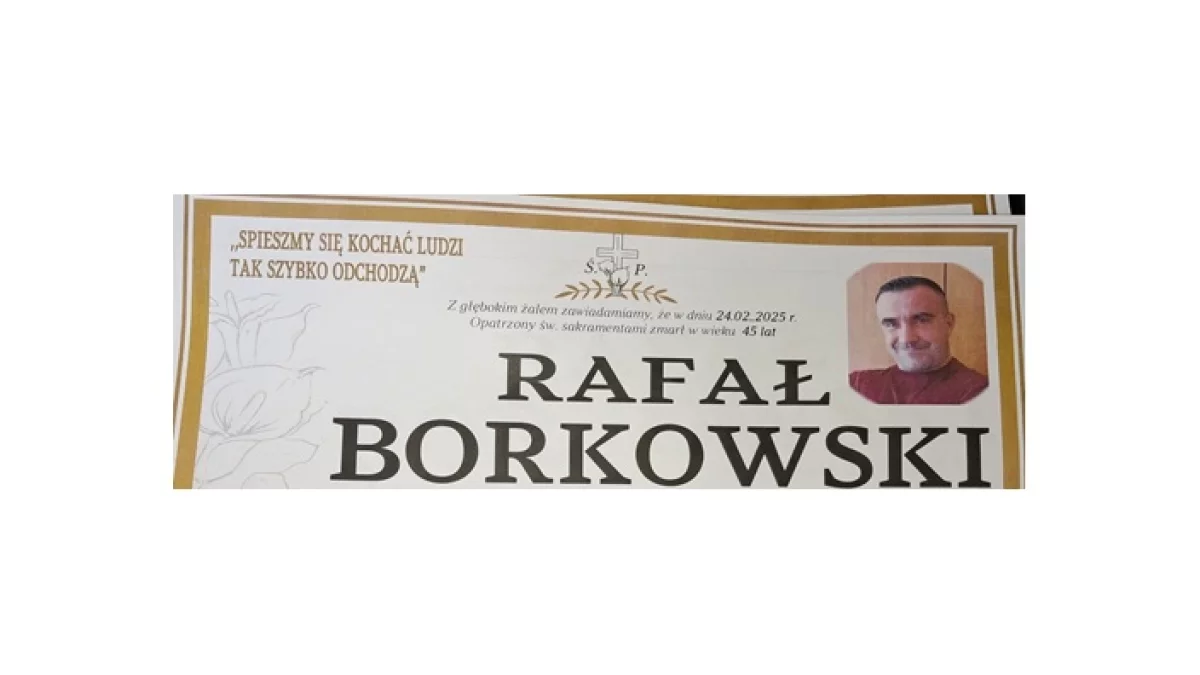 „SPIESZMY SIĘ KOCHAĆ LUDZI
TAK SZYBKO ODCHODZĄ"
Ś. P.
Z głębokim żalem zawiadamiamy, że w dniu 24.02..2025 r.
Opatrzony św. sakramentami zmarł w wieku 45 lat
RAFAŁ
BORKOWSKI